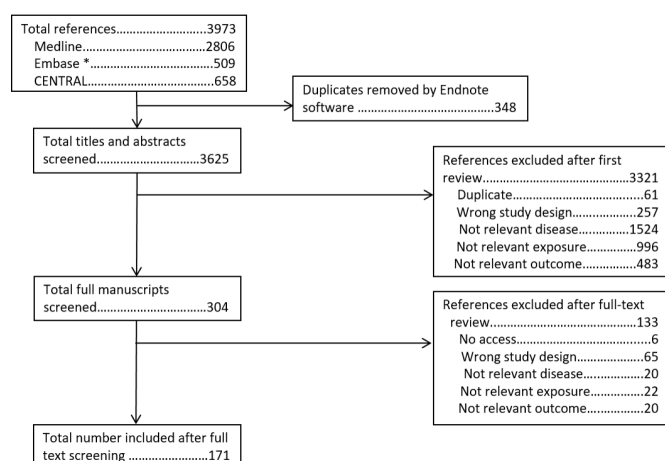 Total references..............................3973
Medline....................................2806
Embase *..................................509
CENTRAL....................................658
Duplicates removed by Endnote
software ..................................348
Total titles and abstracts
screened..................................3625
References excluded after first
review....................................3321
Duplicate.................................61
Wrong study design..............257
Not relevant disease..............1524
Not relevant exposure............996
Not relevant outcome............483
Total full manuscripts
screened..................................304
References excluded after full-text
review....................................133
No access.................................6
Wrong study design................65
Not relevant disease................20
Not relevant exposure..............22
Not relevant outcome..............20
Total number included after full
text screening ........................171